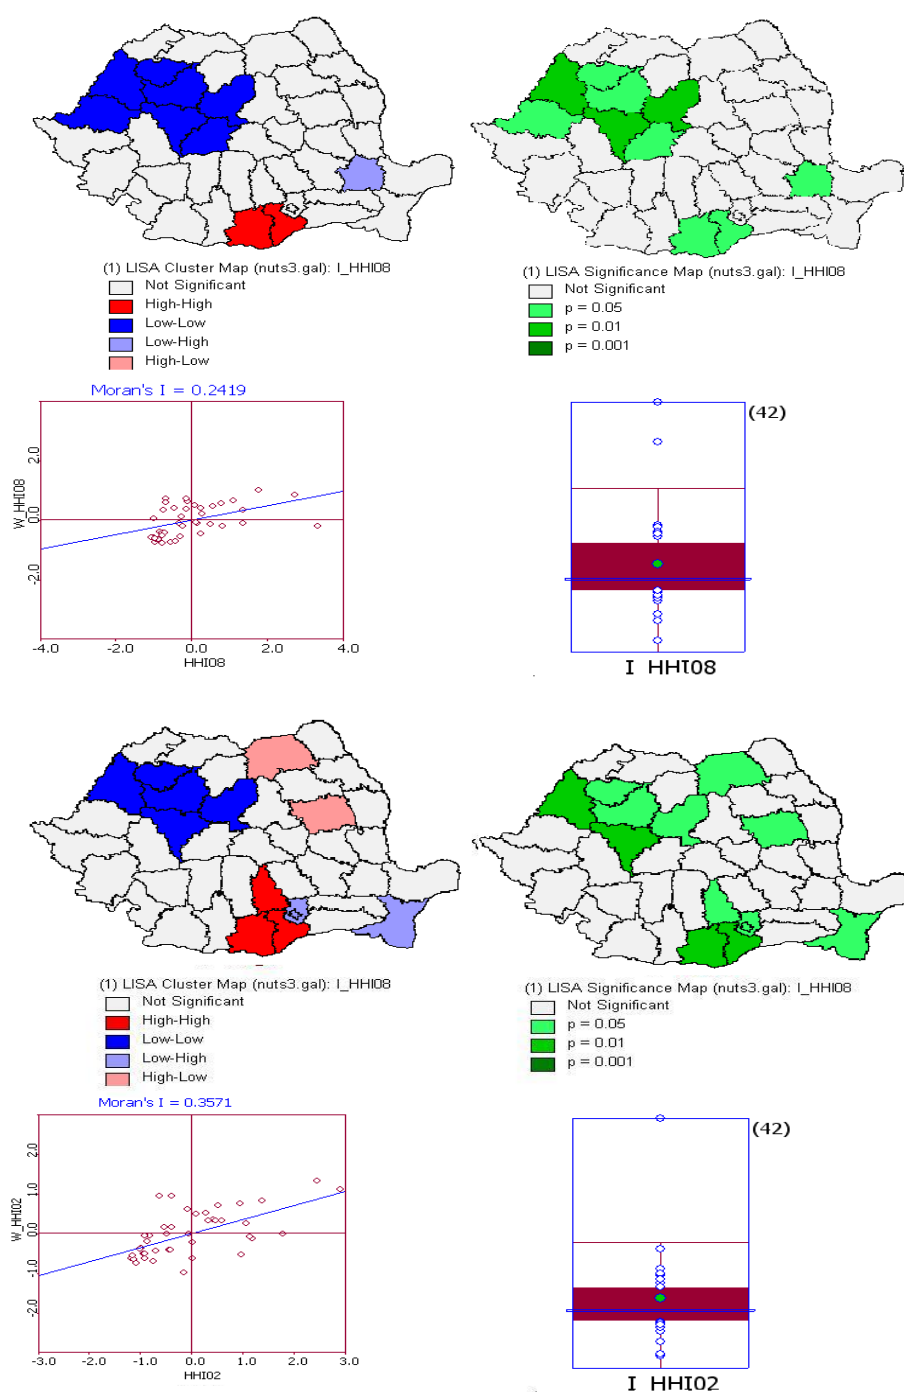 (1) LISA Cluster Map (nuts3.gal): I_HHI08
Not Significant
High-High
Low-Low
Low-High
High-Low
(1) LISA Significance Map (nuts3.gal): I_HHI08
Not Significant
p = 0.05
p = 0.01
p = 0.001
Moran's I = 0.2419
W_HHI08
2.0
0.0
-2.0
-4.0 -2.0 0.0 2.0 4.0
HHI08
(42)
I HHI08
(1) LISA Cluster Map (nuts3.gal): I_HHI08
Not Significant
High-High
Low-Low
Low-High
High-Low
(1) LISA Significance Map (nuts3.gal): I_HHI08
Not Significant
p = 0.05
p = 0.01
p = 0.001
Moran's I = 0.3571
W_HHI02
2.0
1.0
0.0
-1.0
-2.0
-3.0 -2.0 -1.0 0.0 1.0 2.0 3.0
HHI02
(42)
I HHI02